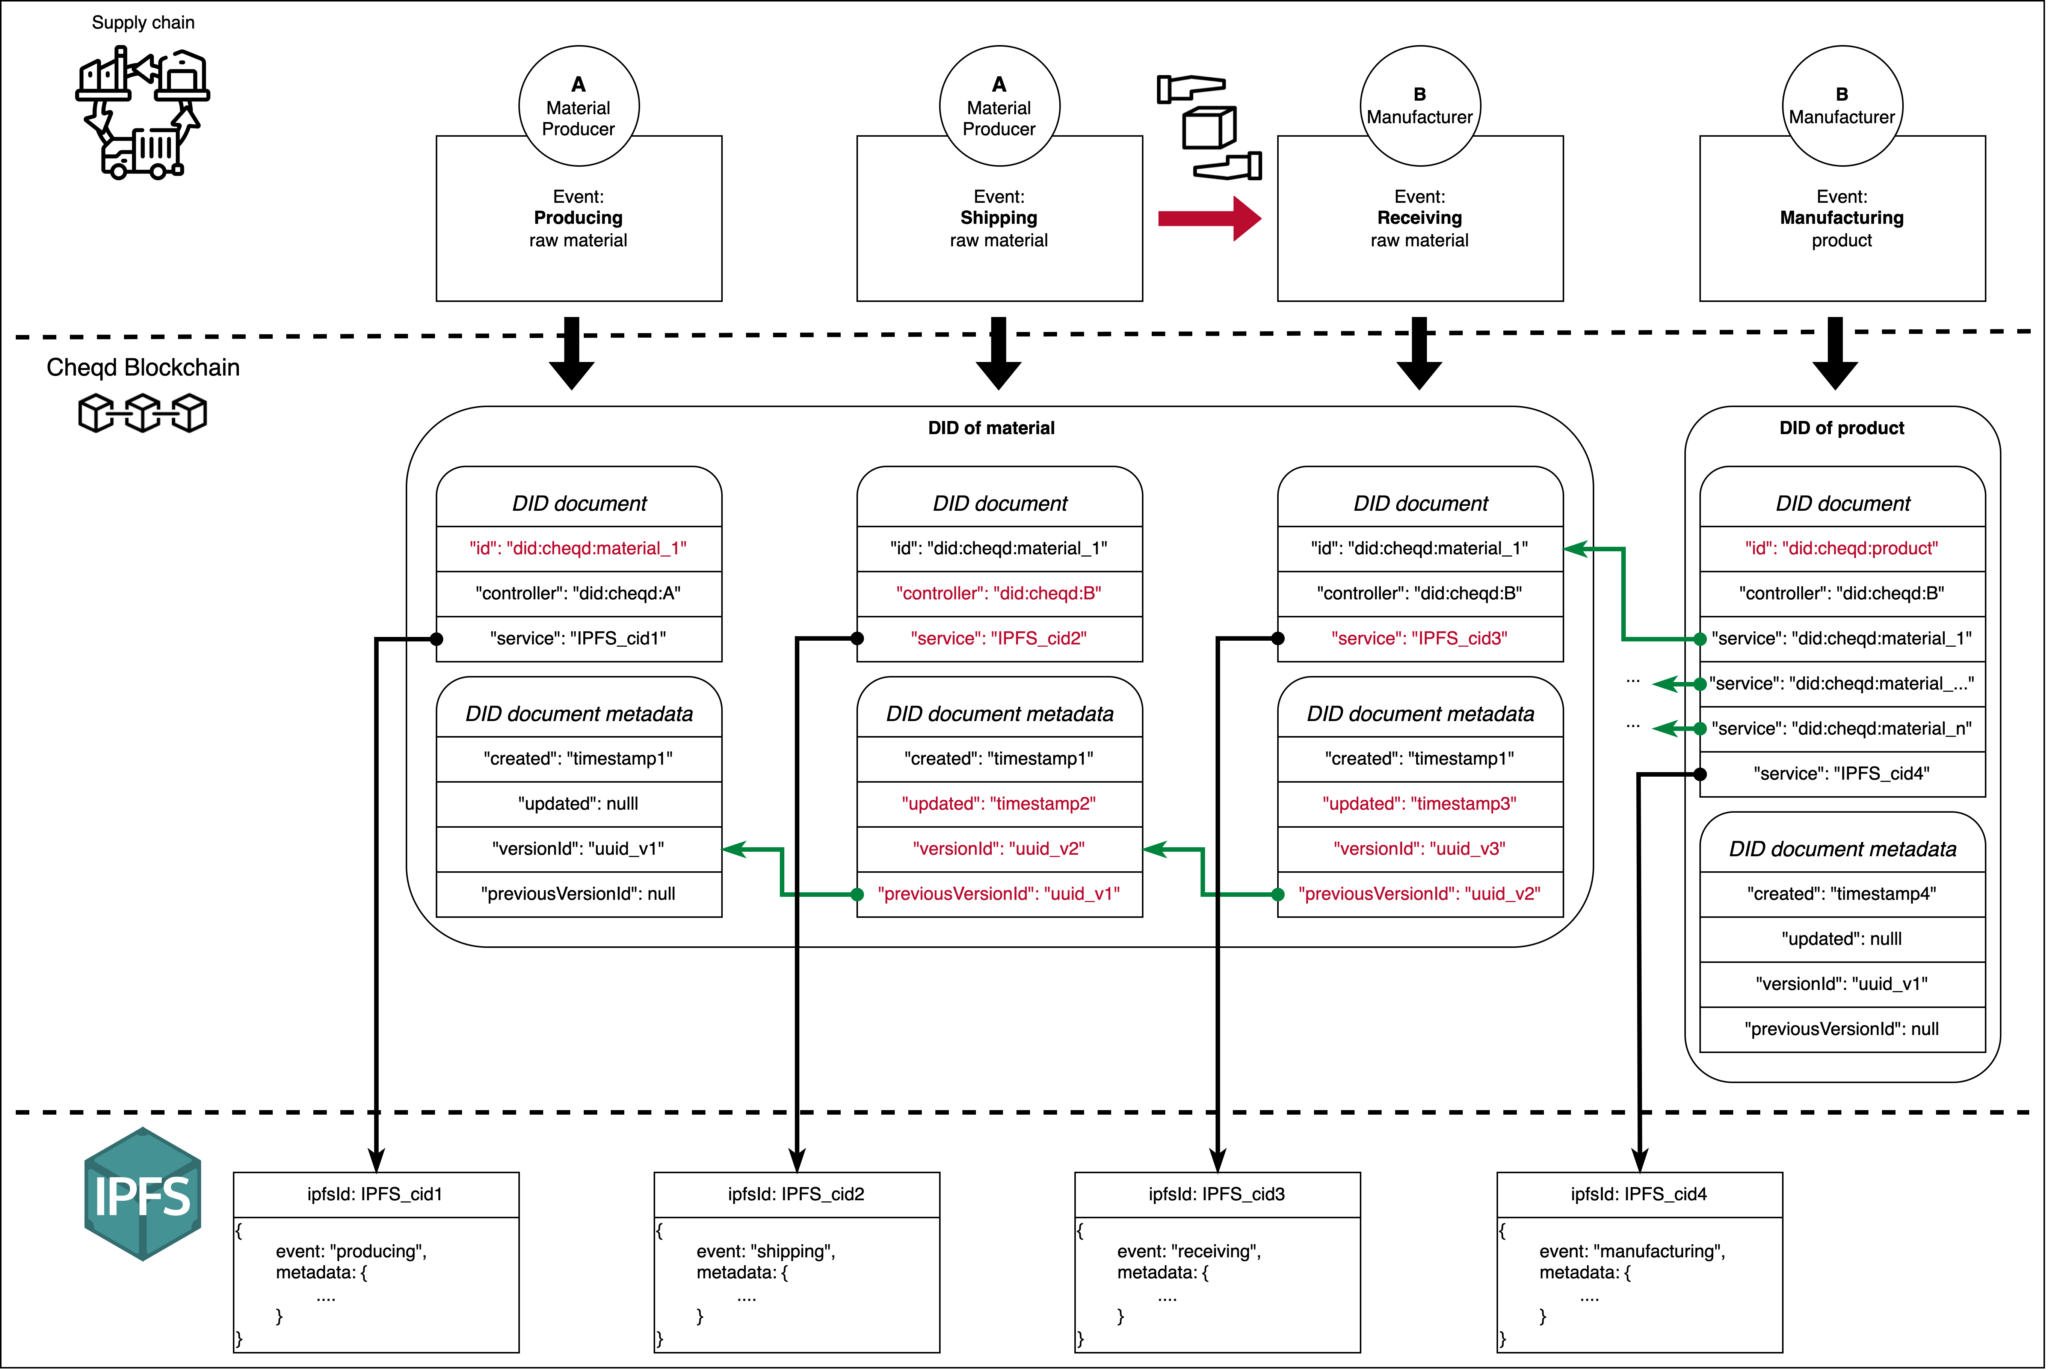 Supply chain
A
Material
Producer
Event:
Producing
raw material
A
Material
Producer
Event:
Shipping
raw material
B
Manufacturer
Event:
Receiving
raw material
B
Manufacturer
Event:
Manufacturing
product
Cheqd Blockchain
DID of material
DID document
"id": "did:cheqd:material_1"
"controller": "did:cheqd:A"
"service": "IPFS_cid1"
DID document metadata
"created": "timestamp1"
"updated": nulll
"versionId": "uuid_v1"
"previousVersionId": null
DID document
"id": "did:cheqd:material_1"
"controller": "did:cheqd:B"
"service": "IPFS_cid2"
DID document metadata
"created": "timestamp1"
"updated": "timestamp2"
"versionId": "uuid_v2"
"previousVersionId": "uuid_v1"
DID document
"id": "did:cheqd:material_1"
"controller": "did:cheqd:B"
"service": "IPFS_cid3"
DID document metadata
"created": "timestamp1"
"updated": "timestamp3"
"versionId": "uuid_v3"
"previousVersionId": "uuid_v2"
DID of product
DID document
"id": "did:cheqd:product"
"controller": "did:cheqd:B"
"service": "did:cheqd:material_1"
... "service": "did:cheqd:material_..."
... "service": "did:cheqd:material_n"
"service": "IPFS_cid4"
DID document metadata
"created": "timestamp4"
"updated": nulll
"versionId": "uuid_v1"
"previousVersionId": null
IPFS
ipfsId: IPFS_cid1
{
event: "producing",
metadata: {
....
}
}
ipfsId: IPFS_cid2
{
event: "shipping",
metadata: {
....
}
}
ipfsId: IPFS_cid3
{
event: "receiving",
metadata: {
....
}
}
ipfsId: IPFS_cid4
{
event: "manufacturing",
metadata: {
....
}
}